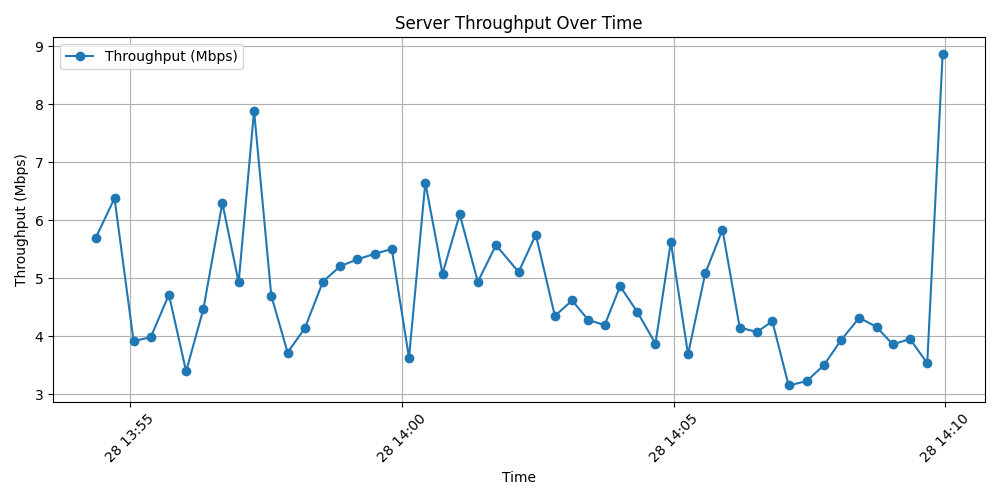 Server Throughput Over Time
Throughput (Mbps)
Throughput (Mbps)
9
8
7
6
5
4
3
28 13:55
28 14:00
28 14:05
28 14:10
Time